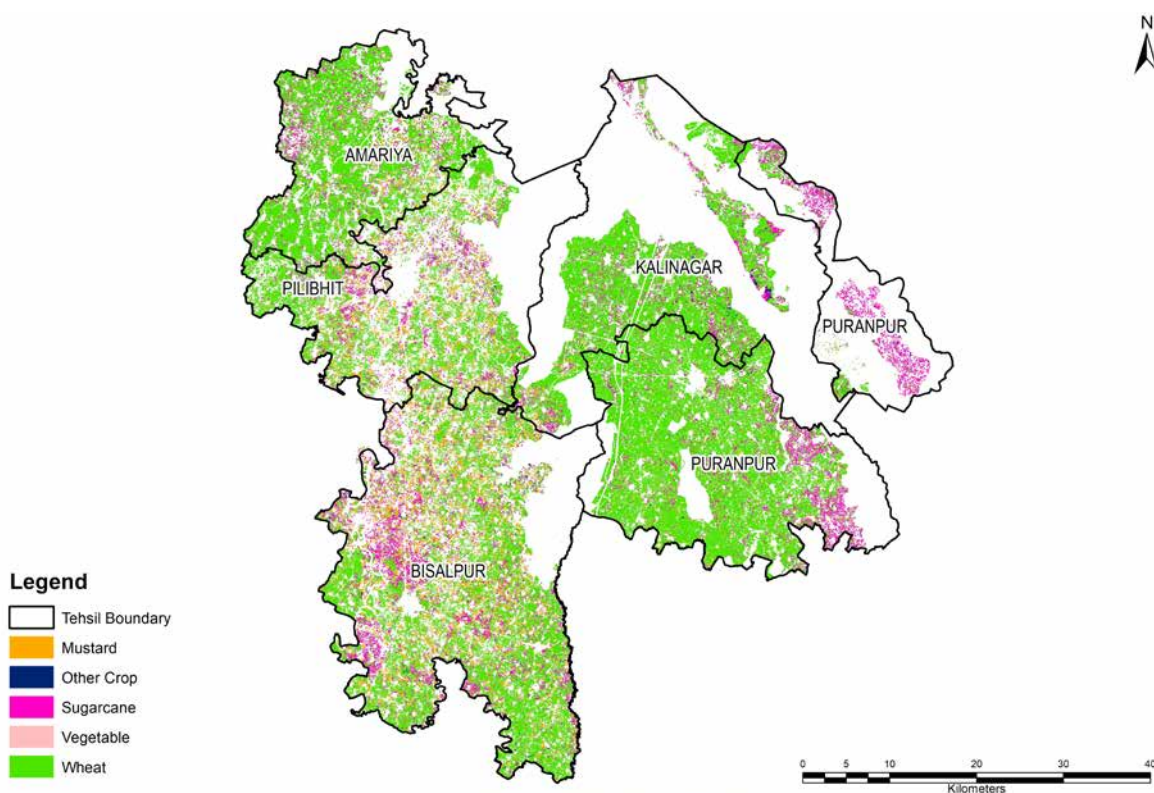 N
AMARIYA
KALINAGAR
PILIBHIT
PURANPUR
PURANPUR
BISALPUR
Legend
Tehsil Boundary
Mustard
Other Crop
Sugarcane
Vegetable
Wheat
0 5 10 20 30 40
Kilometers